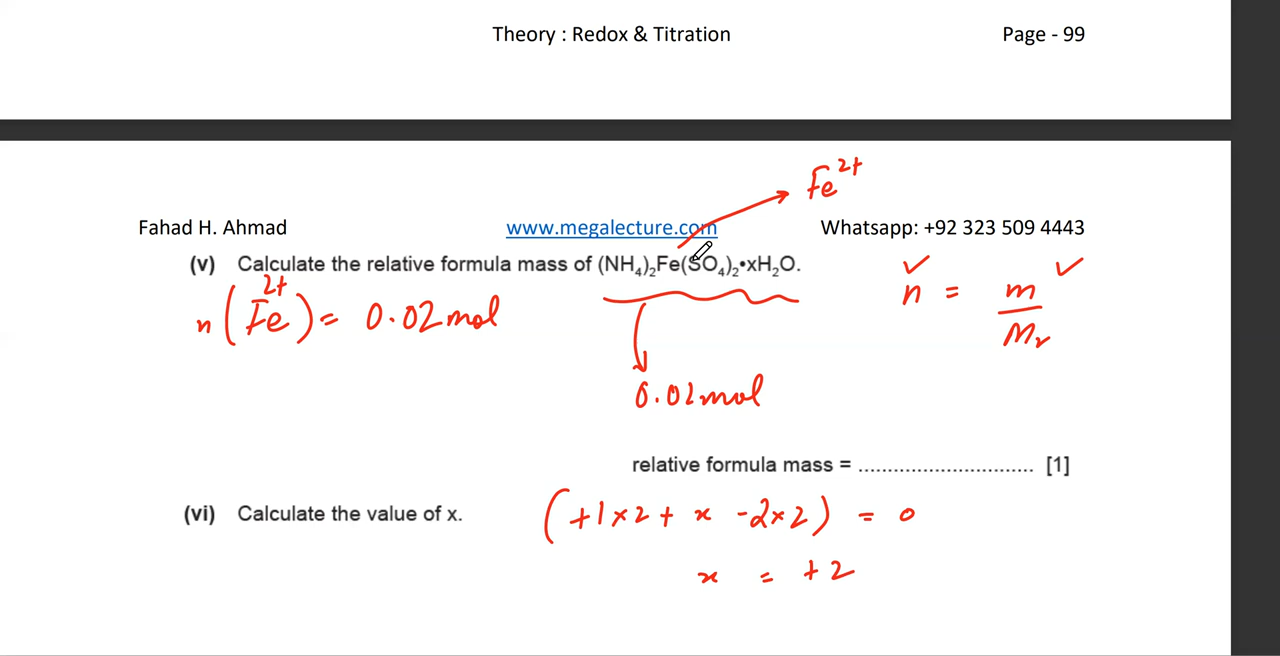 Theory : Redox & Titration Page - 99
Fe²⁺
Fahad H. Ahmad www.megalecture.com Whatsapp: +92 323 509 4443
(v) Calculate the relative formula mass of (NH₄)₂Fe(SO₄)₂•xH₂O.
n(Fe²⁺) = 0.02 mol
n = m / Mr
0.02 mol
relative formula mass = .............................. [1]
(vi) Calculate the value of x.
(+1×2 + x -2×2) = 0
x = +2